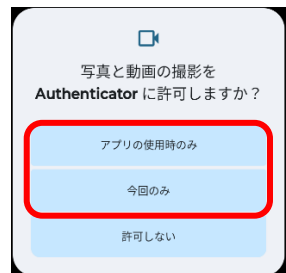 写真と動画の撮影を
Authenticator に許可しますか？
アプリの使用時のみ
今回のみ
許可しない